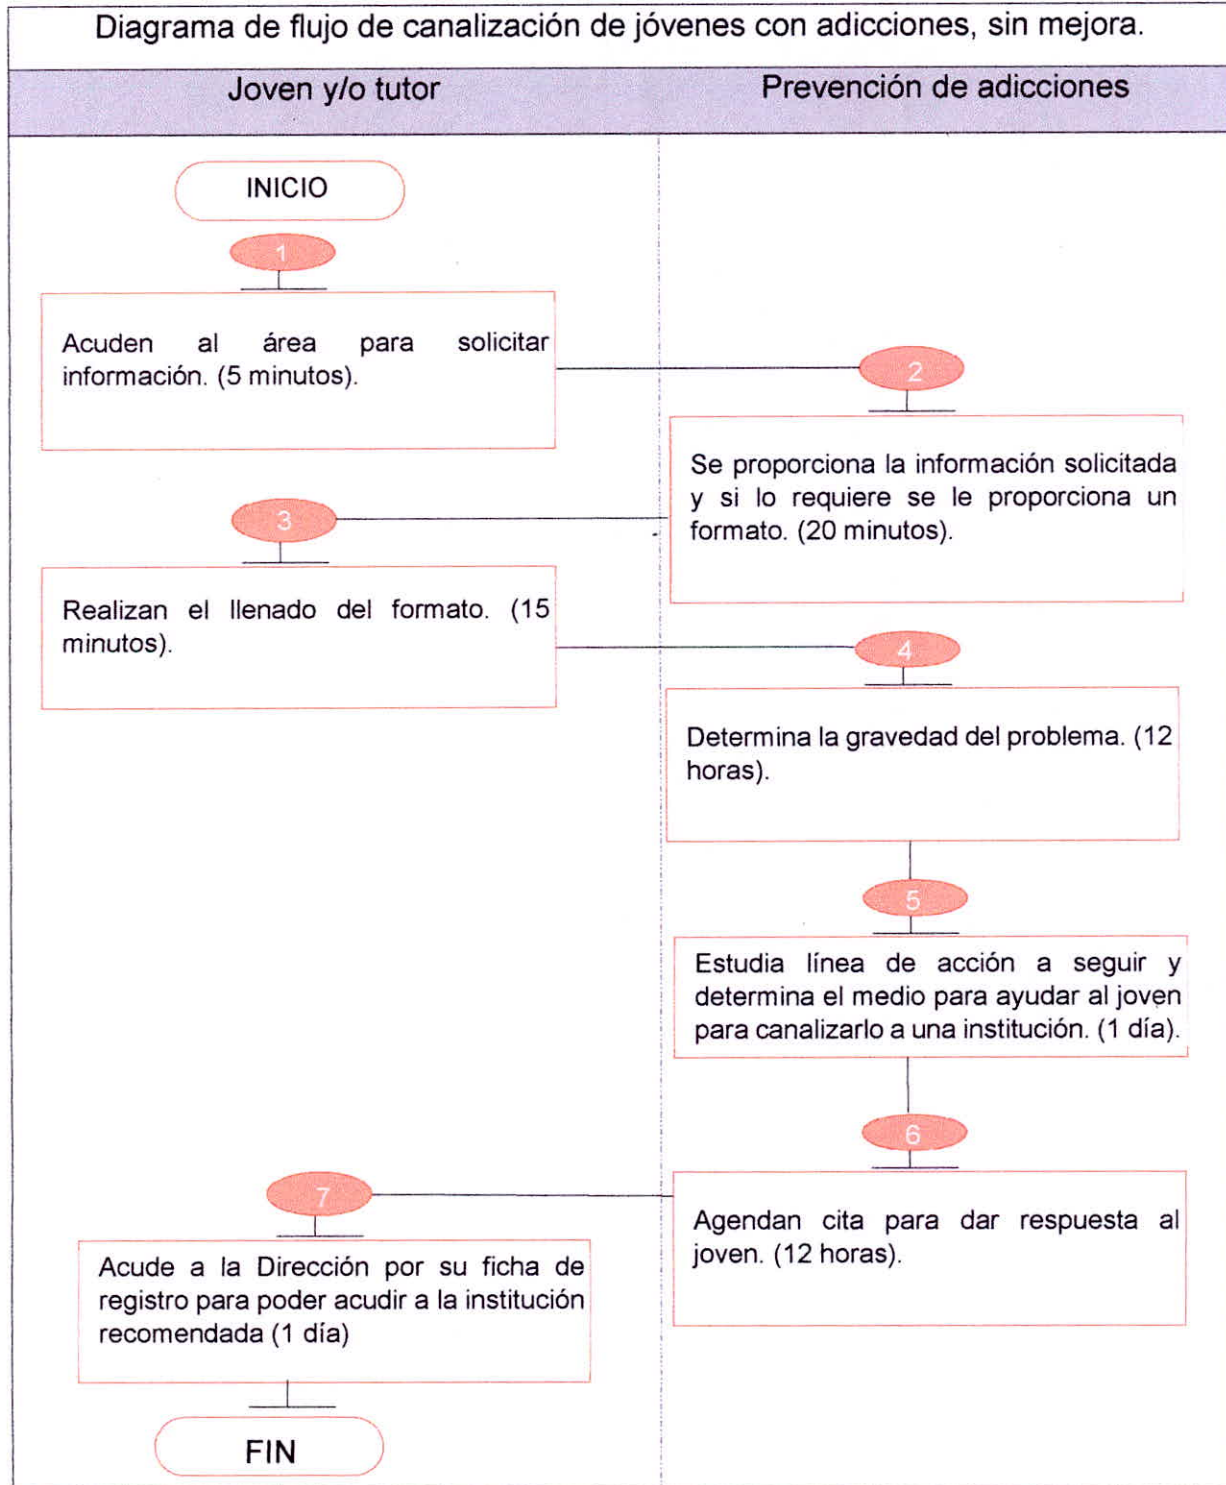 Diagrama de flujo de canalización de jóvenes con adicciones, sin mejora.
Joven y/o tutor
Prevención de adicciones
INICIO
1
Acuden al área para solicitar
información. (5 minutos).
2
Se proporciona la información solicitada
y si lo requiere se le proporciona un
formato. (20 minutos).
3
Realizan el llenado del formato. (15
minutos).
4
Determina la gravedad del problema. (12
horas).
5
Estudia línea de acción a seguir y
determina el medio para ayudar al joven
para canalizarlo a una institución. (1 día).
6
Agendan cita para dar respuesta al
joven. (12 horas).
7
Acude a la Dirección por su ficha de
registro para poder acudir a la institución
recomendada (1 día)
FIN